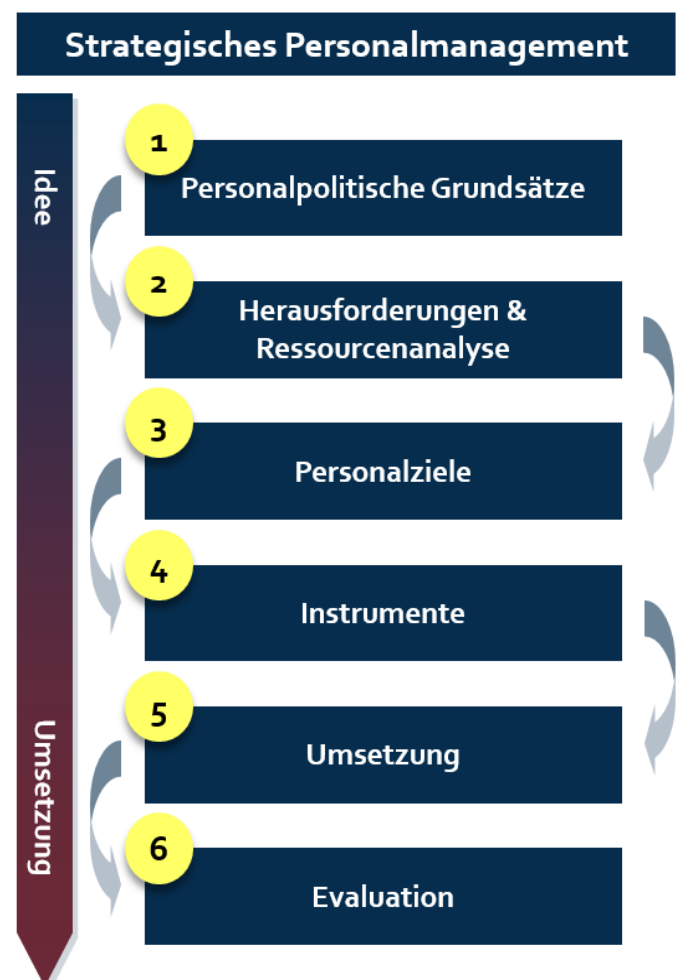 Strategisches Personalmanagement
Idee
1
Personalpolitische Grundsätze
2
Herausforderungen &
Ressourcenanalyse
3
Personalziele
4
Instrumente
5
Umsetzung
Umsetzung
6
Evaluation